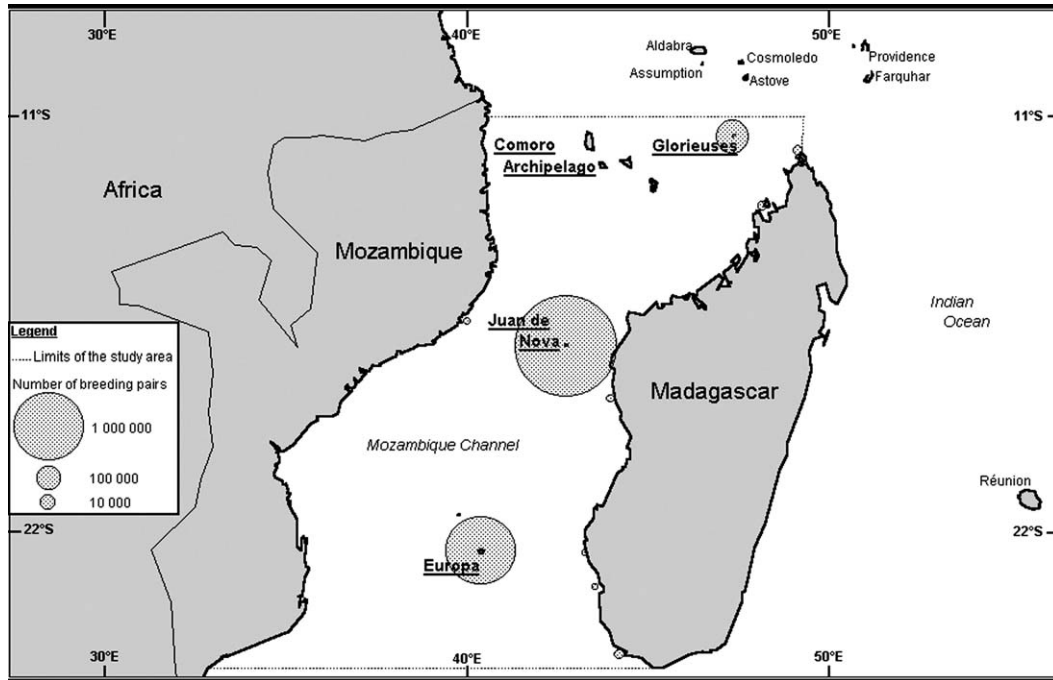 30°E 40°E 50°E
Aldabra
Assumption
Cosmoledo
Astove
Providence
Farquhar
11°S 11°S
Comoro
Archipelago
Glorieuses
Africa
Mozambique
Juan de
Nova
Indian
Ocean
Madagascar
Legend
Limits of the study area
Number of breeding pairs
1 000 000
100 000
10 000
Mozambique Channel
Réunion
22°S 22°S
Europa
30°E 40°E 50°E